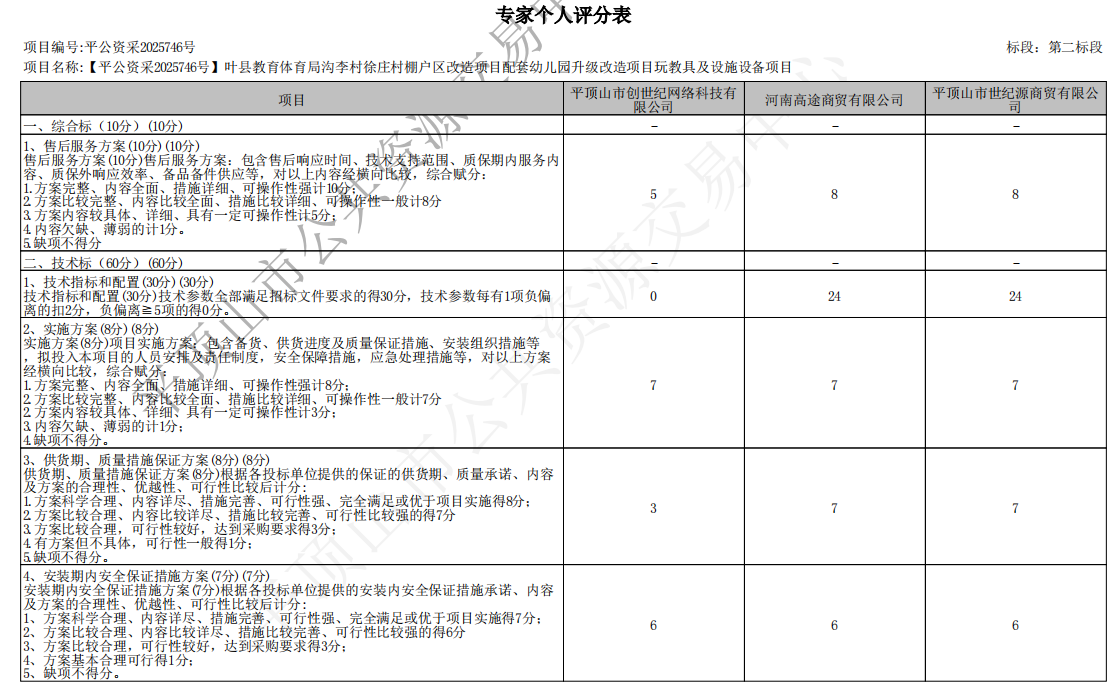 专家个人评分表
项目编号:平公资采2025746号
标段: 第二标段
项目名称:【平公资采2025746号】叶县教育体育局沟李村徐庄村棚户区改造项目配套幼儿园升级改造项目玩教具及设施设备项目
项目
平顶山市创世纪网络科技有
限公司
河南高途商贸有限公司
平顶山市世纪源商贸有限公
司
一、综合标（10分）(10分)
–
–
–
1、售后服务方案(10分)(10分)
售后服务方案(10分)售后服务方案: 包含售后响应时间、技术支持范围、质保期内服务内
容、质保外响应效率、备品备件供应等，对以上内容经横向比较，综合赋分:
1.方案完整、内容全面、措施详细、可操作性强计10分;
2.方案比较完整、内容比较全面、措施比较详细、可操作性一般计8分
3.方案内容较具体、详细、具有一定可操作性计5分;
4.内容欠缺、薄弱的计1分。
5.缺项不得分
5
8
8
二、技术标（60分）(60分)
–
–
–
1、技术指标和配置(30分)(30分)
技术指标和配置(30分)技术参数全部满足招标文件要求的得30分，技术参数每有1项负偏
离的扣2分，负偏离≧5项的得0分。
0
24
24
2、实施方案(8分)(8分)
实施方案(8分)项目实施方案: 包含备货、供货进度及质量保证措施、安装组织措施等
，拟投入本项目的人员安排及责任制度，安全保障措施，应急处理措施等，对以上方案
经横向比较，综合赋分:
1.方案完整、内容全面、措施详细、可操作性强计8分;
2.方案比较完整、内容比较全面、措施比较详细、可操作性一般计7分
2.方案内容较具体、详细、具有一定可操作性计3分;
3.内容欠缺、薄弱的计1分;
4.缺项不得分。
7
7
7
3、供货期、质量措施保证方案(8分)(8分)
供货期、质量措施保证方案(8分)根据各投标单位提供的保证的供货期、质量承诺、内容
及方案的合理性、优越性、可行性比较后计分:
1.方案科学合理、内容详尽、措施完善、可行性强、完全满足或优于项目实施得8分;
2.方案比较合理、内容比较详尽、措施比较完善、可行性比较强的得7分
3.方案比较合理，可行性较好，达到采购要求得3分;
4.有方案但不具体，可行性一般得1分;
5.缺项不得分。
3
7
7
4、安装期内安全保证措施方案(7分)(7分)
安装期内安全保证措施方案(7分)根据各投标单位提供的安装内安全保证措施承诺、内容
及方案的合理性、优越性、可行性比较后计分:
1、方案科学合理、内容详尽、措施完善、可行性强、完全满足或优于项目实施得7分;
2、方案比较合理、内容比较详尽、措施比较完善、可行性比较强的得6分
3、方案比较合理，可行性较好，达到采购要求得3分;
4、方案基本合理可行得1分;
5、缺项不得分。
6
6
6
平顶山市公共资源交易中
平顶山市公共资源交易中心